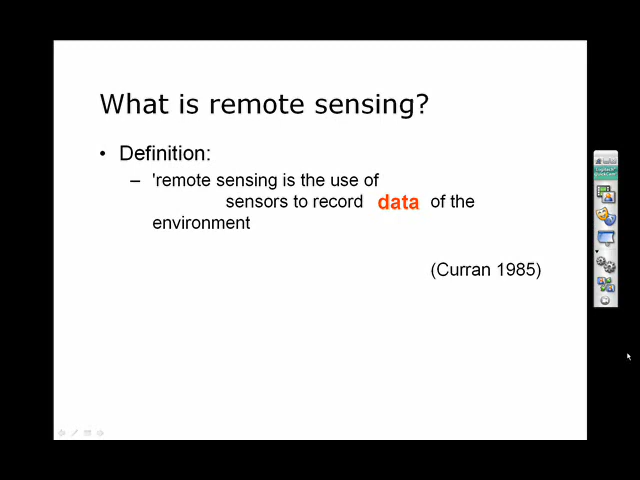 What is remote sensing?
• Definition:
– 'remote sensing is the use of
sensors to record data of the
environment
(Curran 1985)